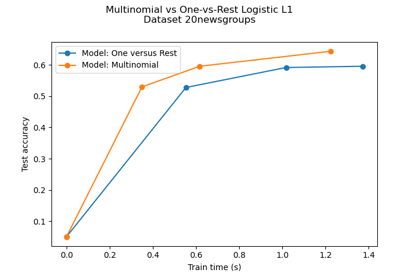 Multinomial vs One-vs-Rest Logistic L1
Dataset 20newsgroups
Model: One versus Rest
Model: Multinomial
Test accuracy
0.6
0.5
0.4
0.3
0.2
0.1
0.0 0.2 0.4 0.6 0.8 1.0 1.2 1.4
Train time (s)